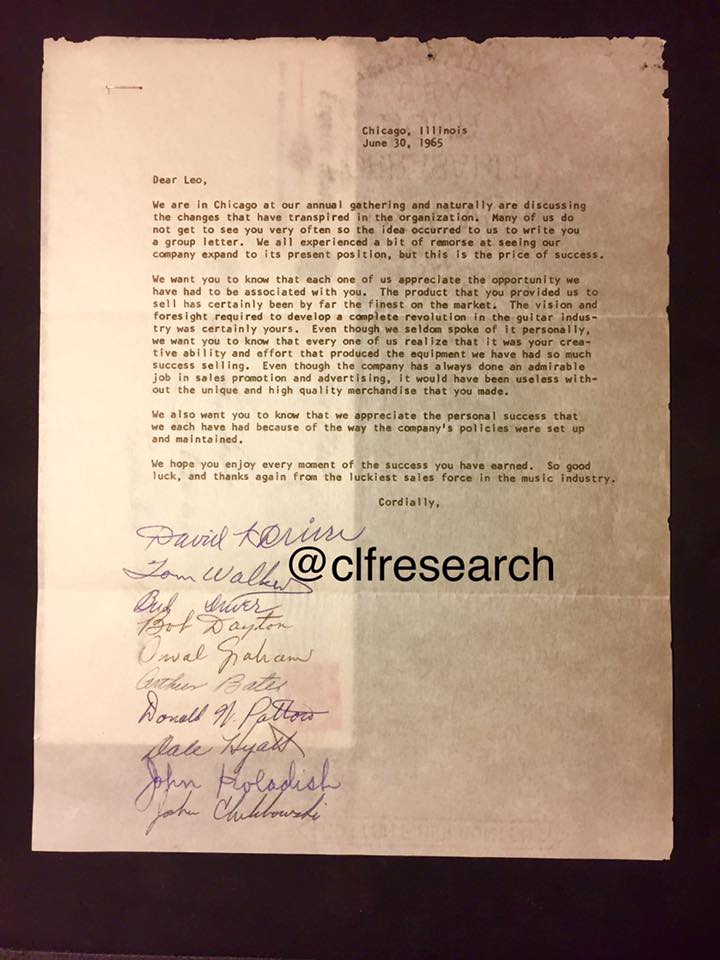 Chicago, Illinois
June 30, 1965
Dear Leo,
We are in Chicago at our annual gathering and naturally are discussing
the changes that have transpired in the organization. Many of us do
not get to see you very often so the idea occurred to us to write you
a group letter. We all experienced a bit of remorse at seeing our
company expand to its present position, but this is the price of success.
We want you to know that each one of us appreciate the opportunity we
have had to be associated with you. The product that you provided us to
sell has certainly been by far the finest on the market. The vision and
foresight required to develop a complete revolution in the guitar indus-
try was certainly yours. Even though we seldom spoke of it personally,
we want you to know that every one of us realize that it was your crea-
tive ability and effort that produced the equipment we have had so much
success selling. Even though the company has always done an admirable
job in sales promotion and advertising, it would have been useless with-
out the unique and high quality merchandise that you made.
We also want you to know that we appreciate the personal success that
we each have had because of the way the company's policies were set up
and maintained.
We hope you enjoy every moment of the success you have earned. So good
luck, and thanks again from the luckiest sales force in the music industry.
Cordially,
David Driver
@clfresearch
Tom Walker
Bud Driver
Bob Dayton
Graham
Arthur Bates
Donald N. Patton
Dale Hyatt
John
John